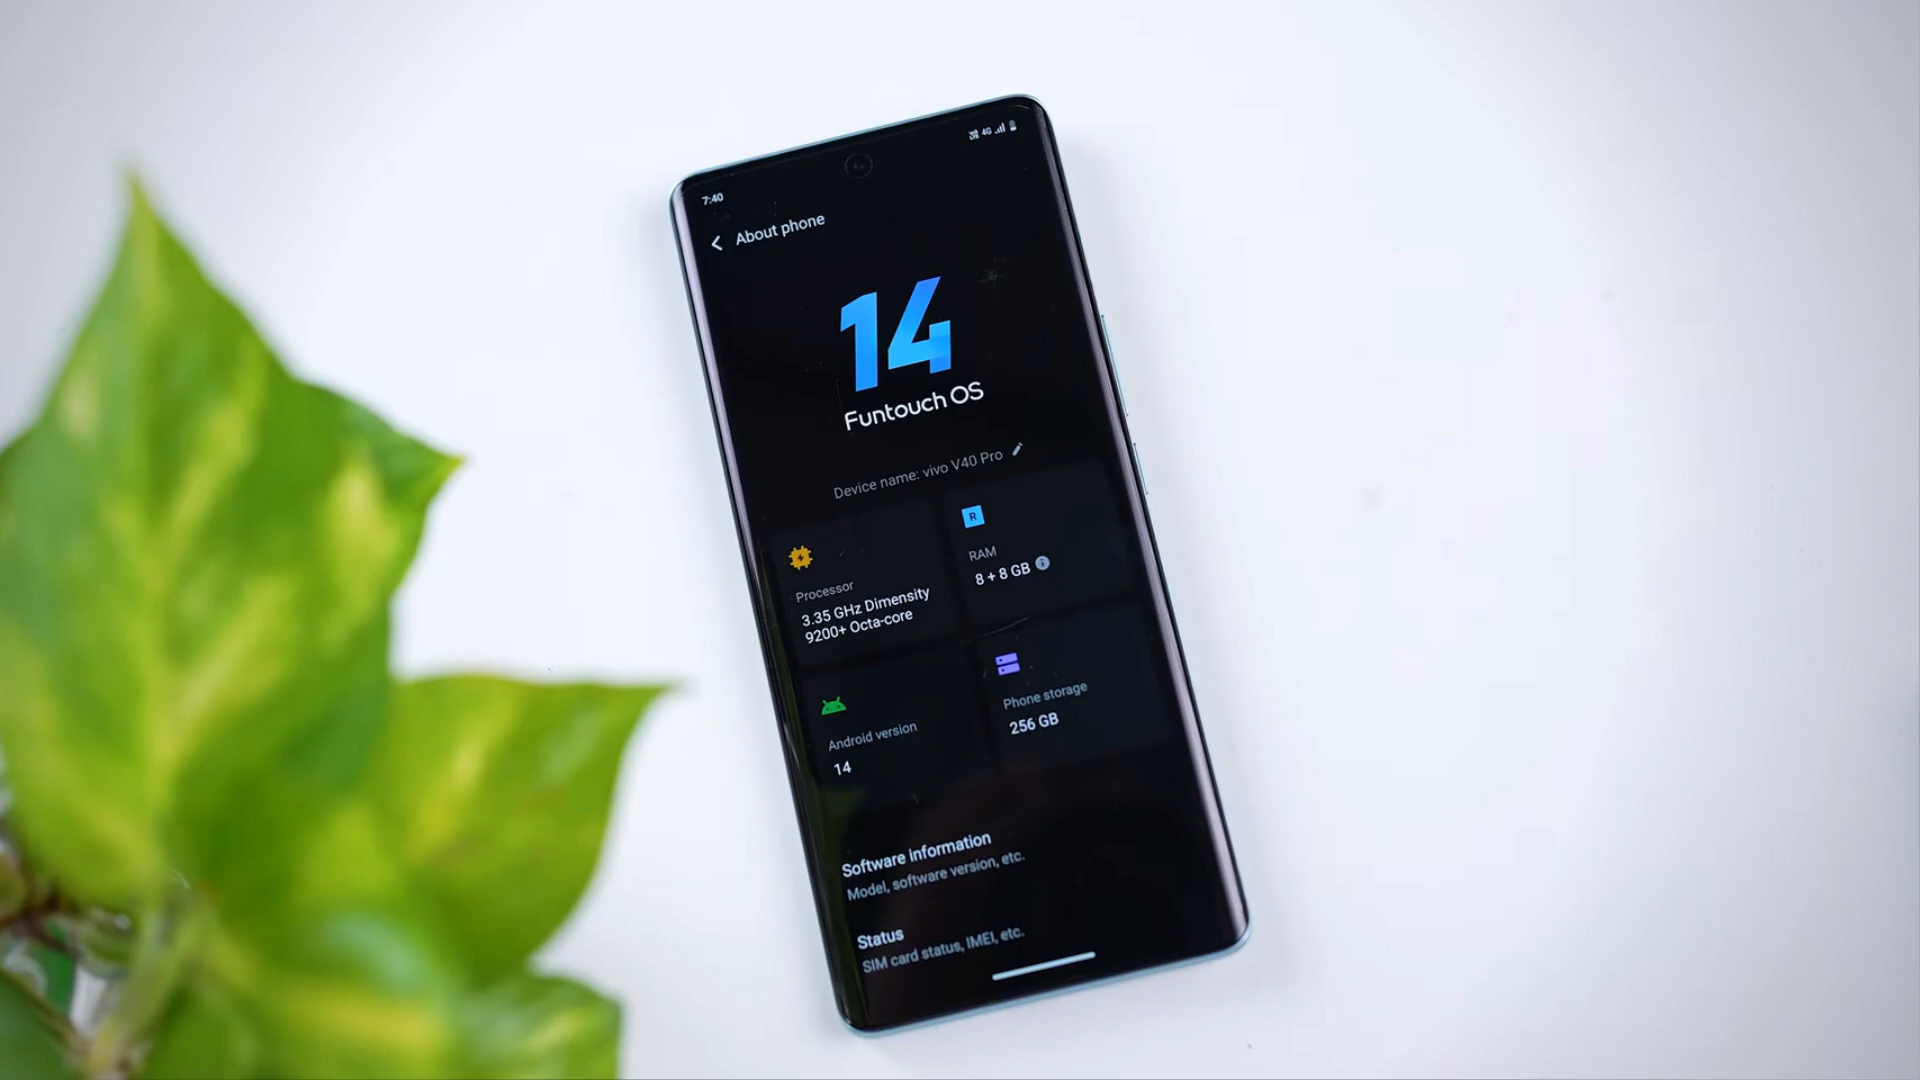 7:40
4G
About phone
14
Funtouch OS
Device name: vivo V40 Pro
R
RAM
8 + 8 GB
Processor
3.35 GHz Dimensity
9200+ Octa-core
Phone storage
256 GB
Android version
14
Software information
Model, software version, etc.
Status
SIM card status, IMEI, etc.